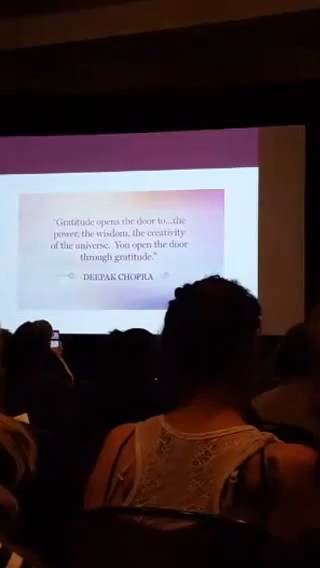 "Gratitude opens the door to...the
power, the wisdom, the creativity
of the universe. You open the door
through gratitude."
DEEPAK CHOPRA